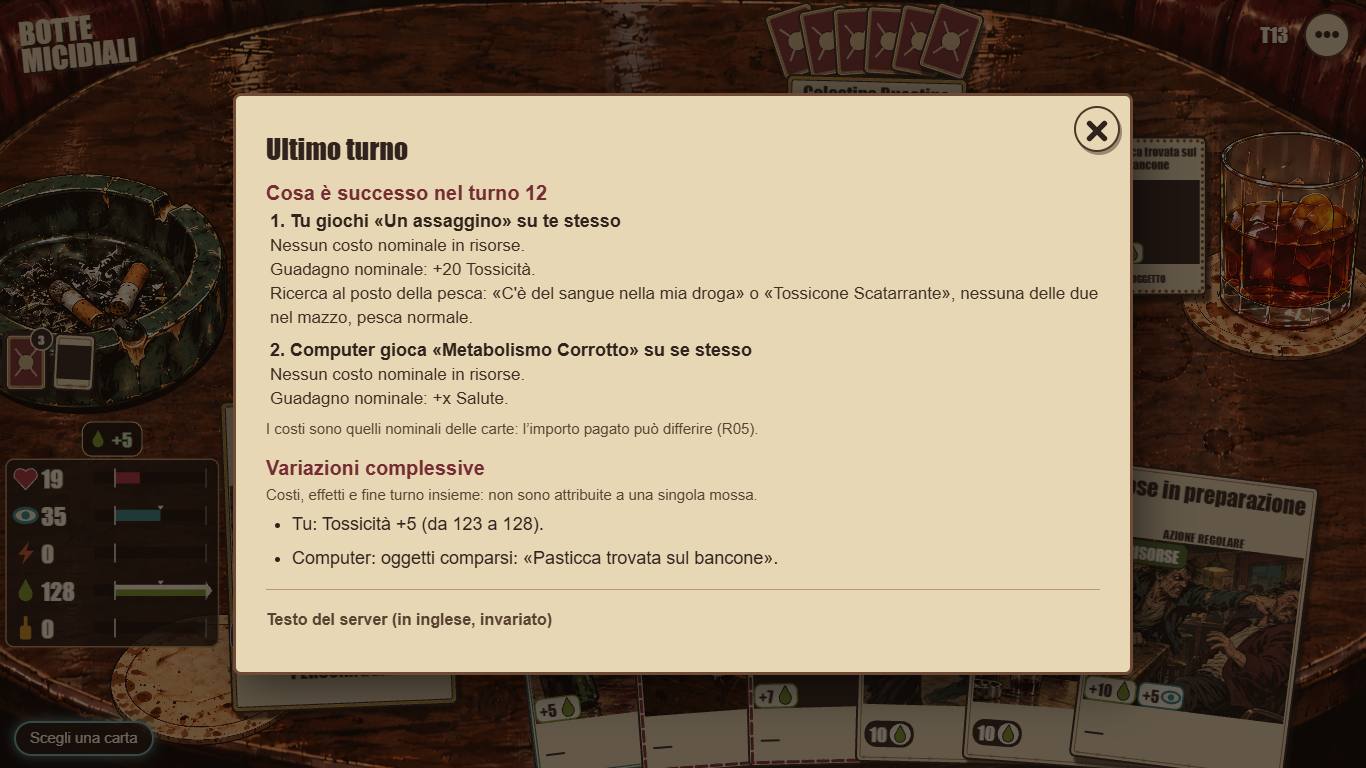 BOTTE
MICIDIALI
T13
Ultimo turno
Cosa è successo nel turno 12
1. Tu giochi «Un assaggino» su te stesso
Nessun costo nominale in risorse.
Guadagno nominale: +20 Tossicità.
Ricerca al posto della pesca: «C'è del sangue nella mia droga» o «Tossicone Scatarrante», nessuna delle due
nel mazzo, pesca normale.
2. Computer gioca «Metabolismo Corrotto» su se stesso
Nessun costo nominale in risorse.
Guadagno nominale: +x Salute.
I costi sono quelli nominali delle carte: l'importo pagato può differire (R05).
Variazioni complessive
Costi, effetti e fine turno insieme: non sono attribuite a una singola mossa.
• Tu: Tossicità +5 (da 123 a 128).
• Computer: oggetti comparsi: «Pasticca trovata sul bancone».
Testo del server (in inglese, invariato)
trovata sul
OGGETTO
3
+5
19
35
0
128
0
in preparazione
AZIONE REGOLARE
+5
+7
10
10
+10 +5
Scegli una carta